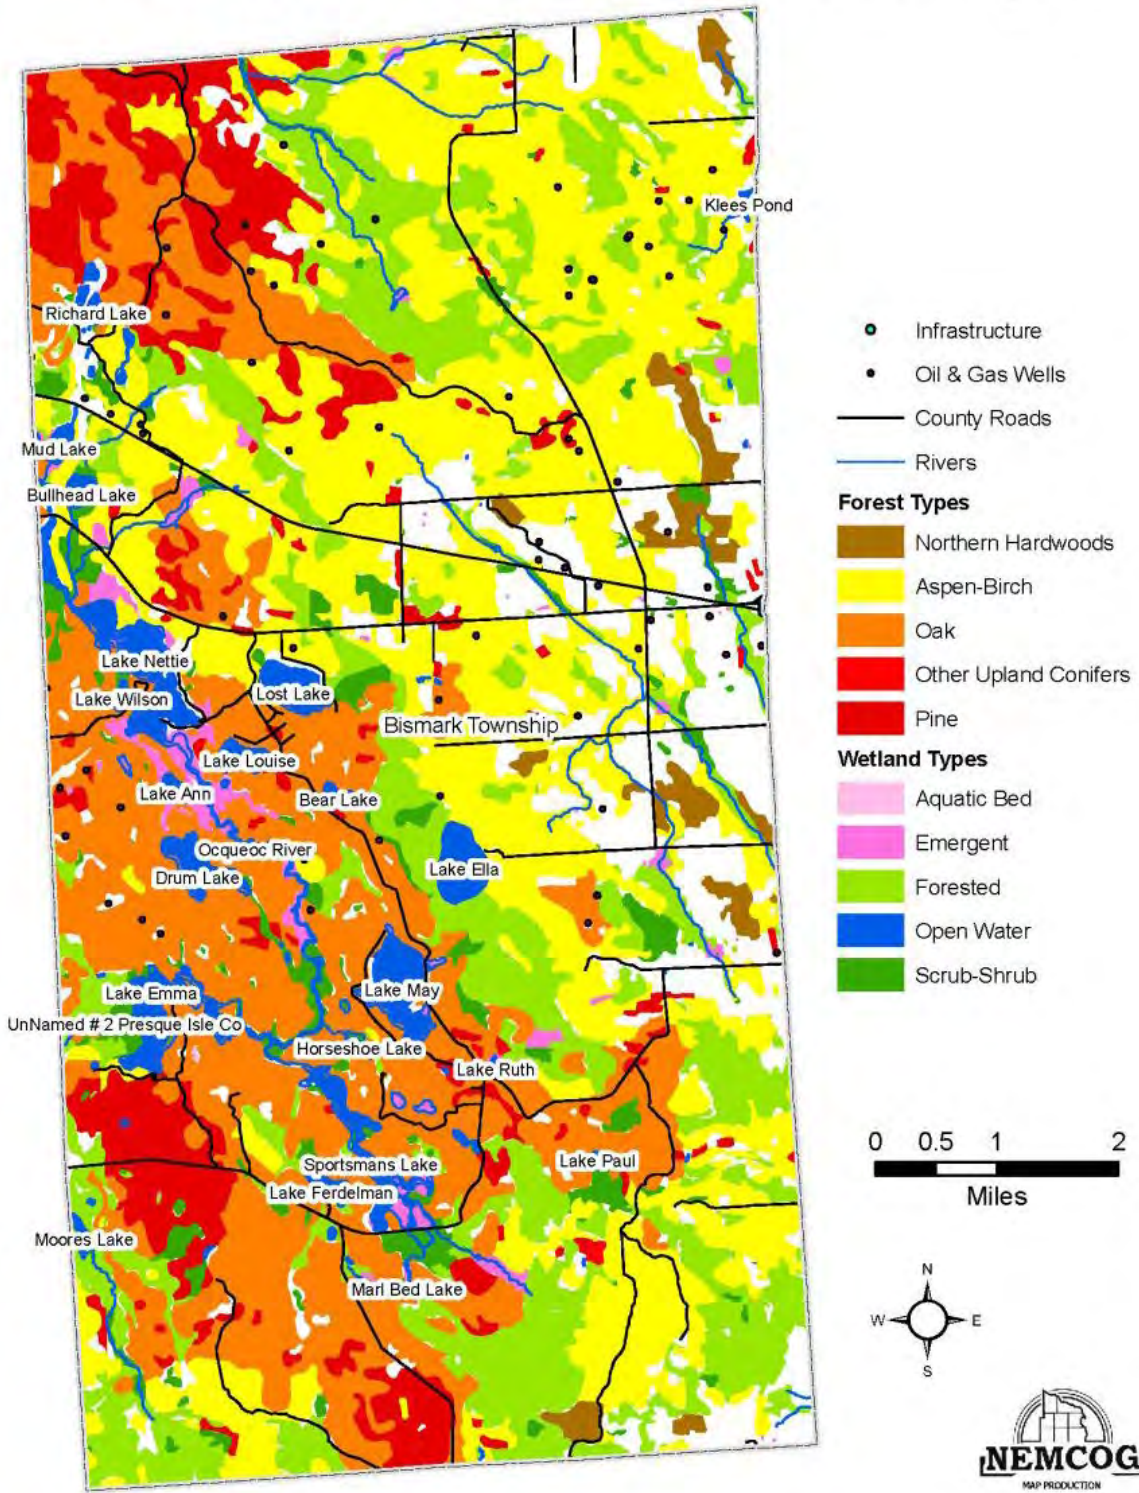 Klees Pond
Richard Lake
Mud Lake
Bullhead Lake
Lake Nettie
Lake Wilson
Lost Lake
Bismark Township
Lake Louise
Lake Ann
Bear Lake
Ocqueoc River
Drum Lake
Lake Ella
Lake Emma
Lake May
UnNamed # 2 Presque Isle Co
Horseshoe Lake
Lake Ruth
Sportsmans Lake
Lake Paul
Lake Ferdelman
Moores Lake
Marl Bed Lake
Infrastructure
Oil & Gas Wells
County Roads
Rivers
Forest Types
Northern Hardwoods
Aspen-Birch
Oak
Other Upland Conifers
Pine
Wetland Types
Aquatic Bed
Emergent
Forested
Open Water
Scrub-Shrub
0 0.5 1 2
Miles
N
W E
S
NEMCOG
MAP PRODUCTION